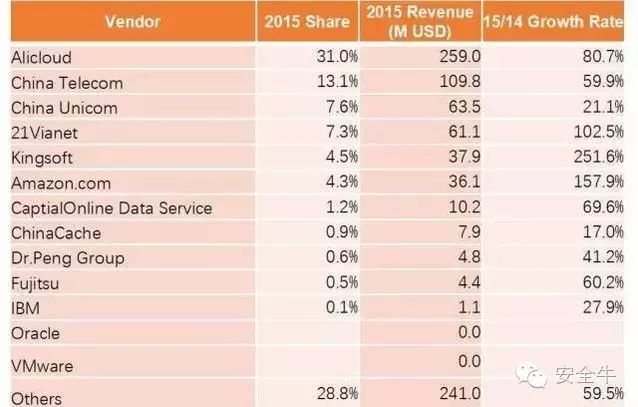 Vendor 2015 Share 2015 Revenue (M USD) 15/14 Growth Rate
Alicloud 31.0% 259.0 80.7%
China Telecom 13.1% 109.8 59.9%
China Unicom 7.6% 63.5 21.1%
21Vianet 7.3% 61.1 102.5%
Kingsoft 4.5% 37.9 251.6%
Amazon.com 4.3% 36.1 157.9%
CaptialOnline Data Service 1.2% 10.2 69.6%
ChinaCache 0.9% 7.9 17.0%
Dr.Peng Group 0.6% 4.8 41.2%
Fujitsu 0.5% 4.4 60.2%
IBM 0.1% 1.1 27.9%
Oracle 0.0
VMware 0.0
Others 28.8% 241.0 59.5%
安全牛